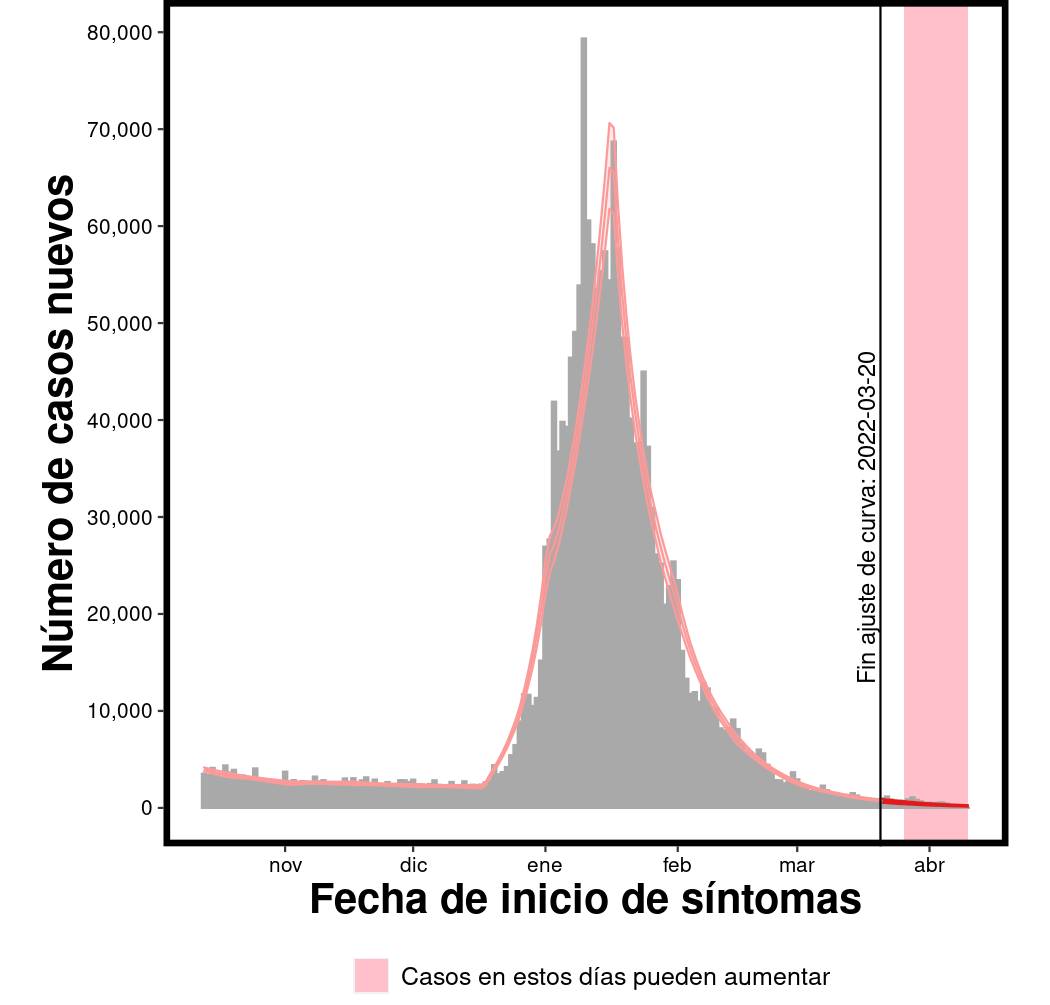 80,000
70,000
60,000
50,000
40,000
30,000
20,000
10,000
0
Número de casos nuevos
Fin ajuste de curva: 2022-03-20
nov dic ene feb mar abr
Fecha de inicio de síntomas
Casos en estos días pueden aumentar